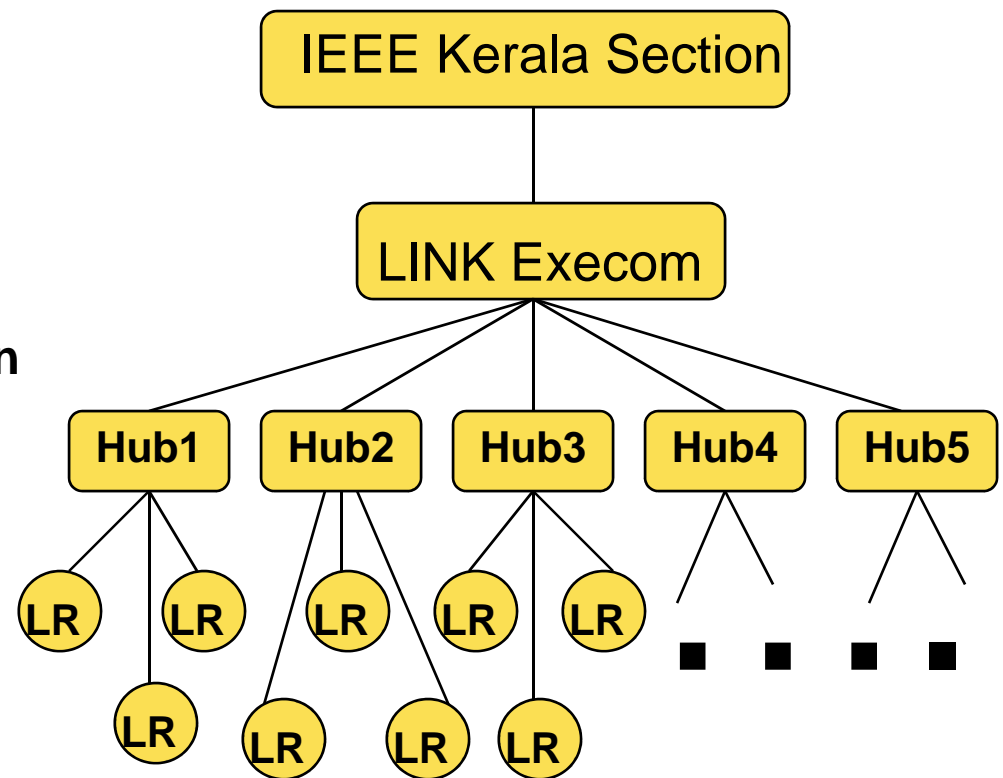 IEEE Kerala Section
LINK Execom
n
Hub1 Hub2 Hub3 Hub4 Hub5
LR LR LR LR LR
LR LR LR LR